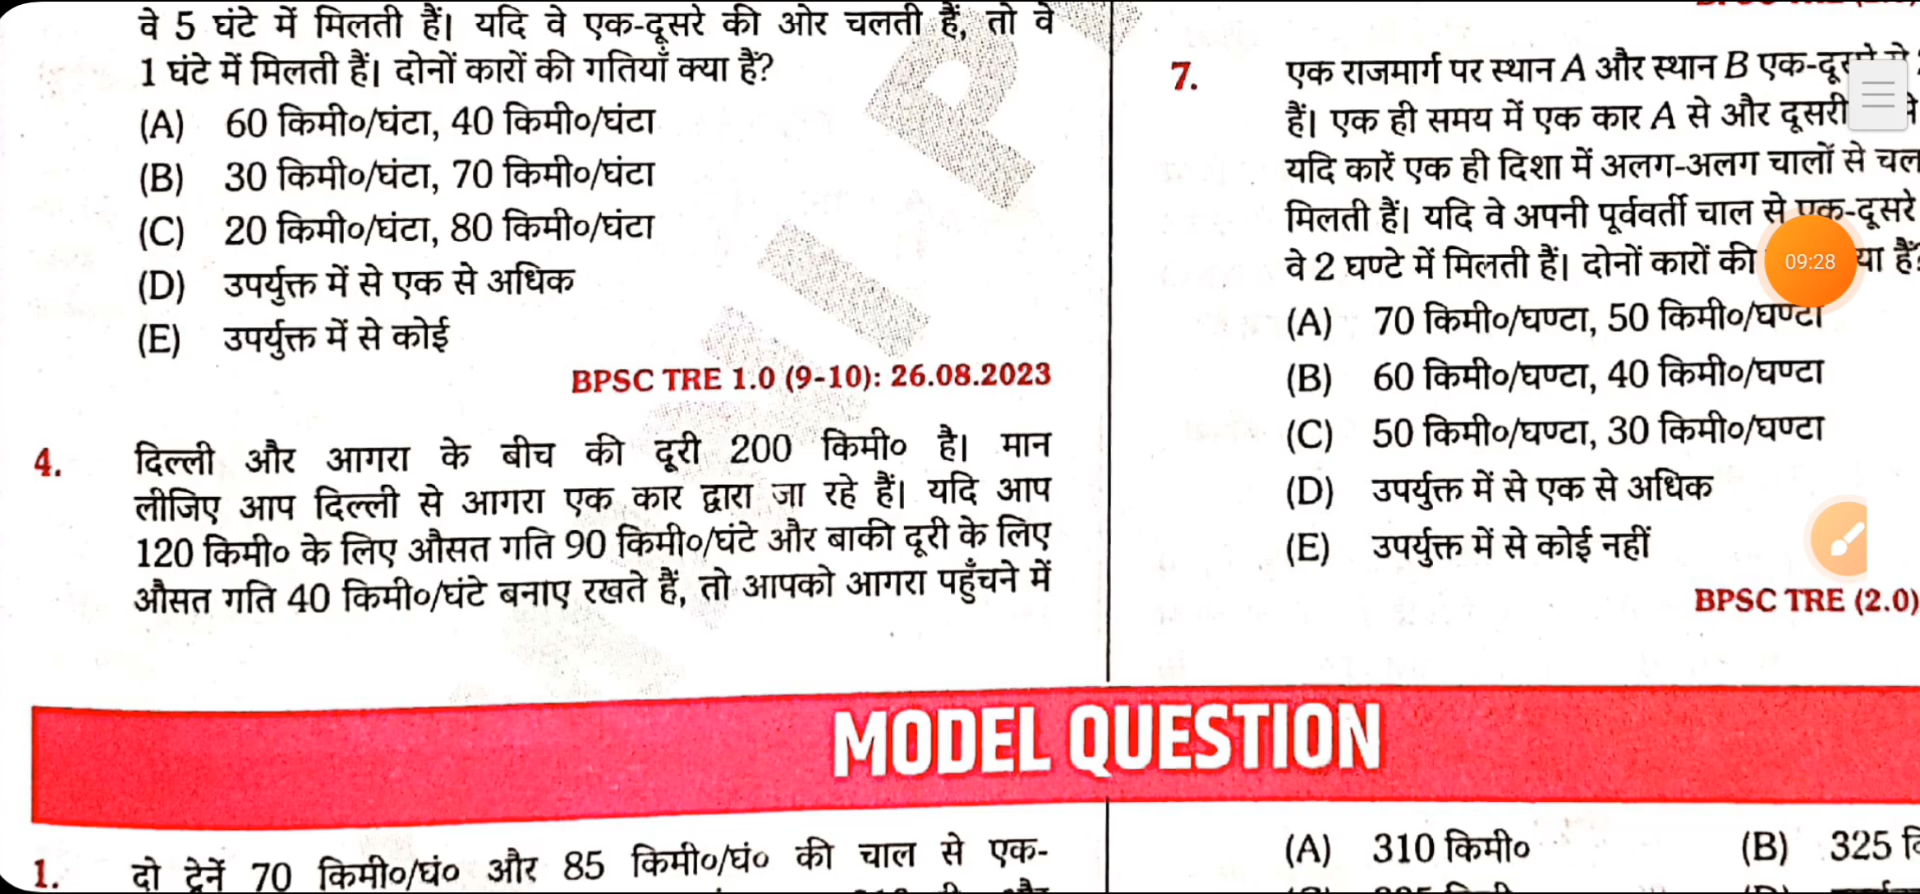 वे 5 घंटे में मिलती हैं। यदि वे एक-दूसरे की ओर चलती हैं, तो वे
1 घंटे में मिलती हैं। दोनों कारों की गतियाँ क्या हैं?
(A) 60 किमी०/घंटा, 40 किमी०/घंटा
(B) 30 किमी०/घंटा, 70 किमी०/घंटा
(C) 20 किमी०/घंटा, 80 किमी०/घंटा
(D) उपर्युक्त में से एक से अधिक
(E) उपर्युक्त में से कोई
BPSC TRE 1.0 (9-10): 26.08.2023
4. दिल्ली और आगरा के बीच की दूरी 200 किमी० है। मान
लीजिए आप दिल्ली से आगरा एक कार द्वारा जा रहे हैं। यदि आप
120 किमी० के लिए औसत गति 90 किमी०/घंटे और बाकी दूरी के लिए
औसत गति 40 किमी०/घंटे बनाए रखते हैं, तो आपको आगरा पहुँचने में
7. एक राजमार्ग पर स्थान A और स्थान B
हैं। एक ही समय में एक कार A से और दूसरी
यदि कारें एक ही दिशा में अलग-अलग चालों से
मिलती हैं। यदि वे अपनी पूर्ववर्ती चाल से एक-दूसरे
वे 2 घण्टे में मिलती हैं। दोनों कारों की
09:28
(A) 70 किमी०/घण्टा, 50 किमी०/घण्टा
(B) 60 किमी०/घण्टा, 40 किमी०/घण्टा
(C) 50 किमी०/घण्टा, 30 किमी०/घण्टा
(D) उपर्युक्त में से एक से अधिक
(E) उपर्युक्त में से कोई नहीं
BPSC TRE (2.0)
MODEL QUESTION
1. दो ट्रेनें 70 किमी०/घं० और 85 किमी०/घं० की चाल से एक-
(A) 310 किमी० (B) 325